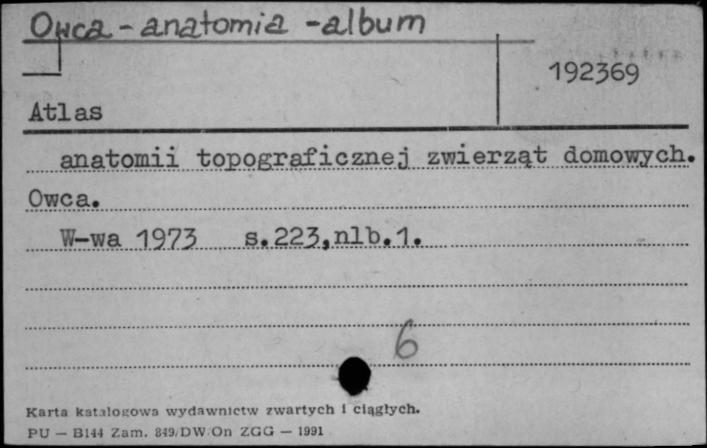 Owca - anatomia - album
192369
Atlas
anatomii topograficznej zwierząt domowych.
Owca.
W-wa 1973 s.223,nlb.1.
6
Karta katalogowa wydawnictw zwartych i ciągłych.
PU — B144 Zam. 849/DW/On ZGG — 1991